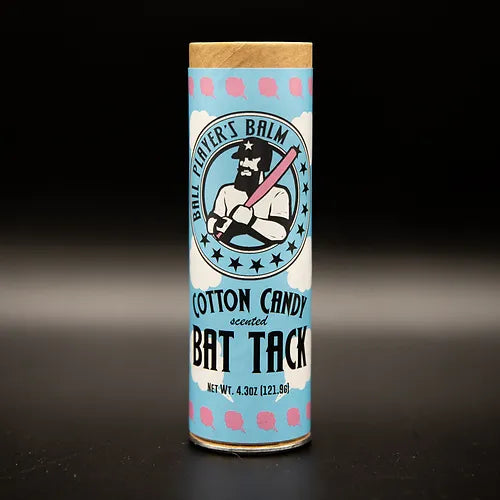 BALL PLAYER'S BALM
COTTON CANDY
scented
BAT TACK
NET WT. 4.3OZ (121.9G)